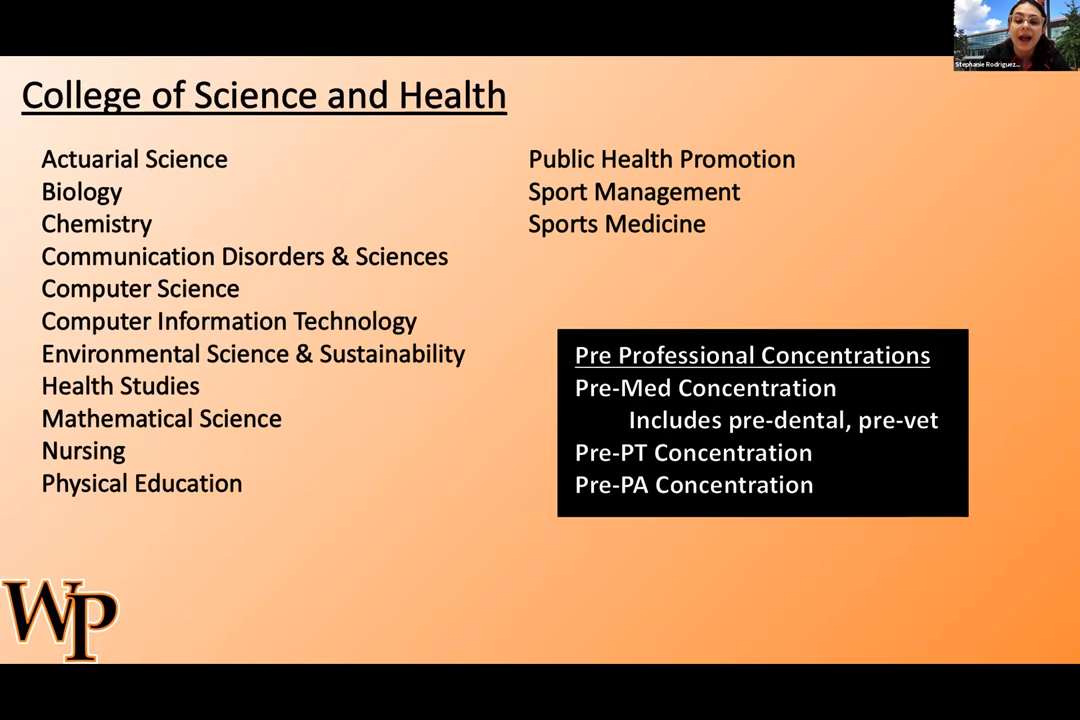 Stephanie Rodriguez...
College of Science and Health
Actuarial Science
Biology
Chemistry
Communication Disorders & Sciences
Computer Science
Computer Information Technology
Environmental Science & Sustainability
Health Studies
Mathematical Science
Nursing
Physical Education
Public Health Promotion
Sport Management
Sports Medicine
Pre Professional Concentrations
Pre-Med Concentration
Includes pre-dental, pre-vet
Pre-PT Concentration
Pre-PA Concentration
WP